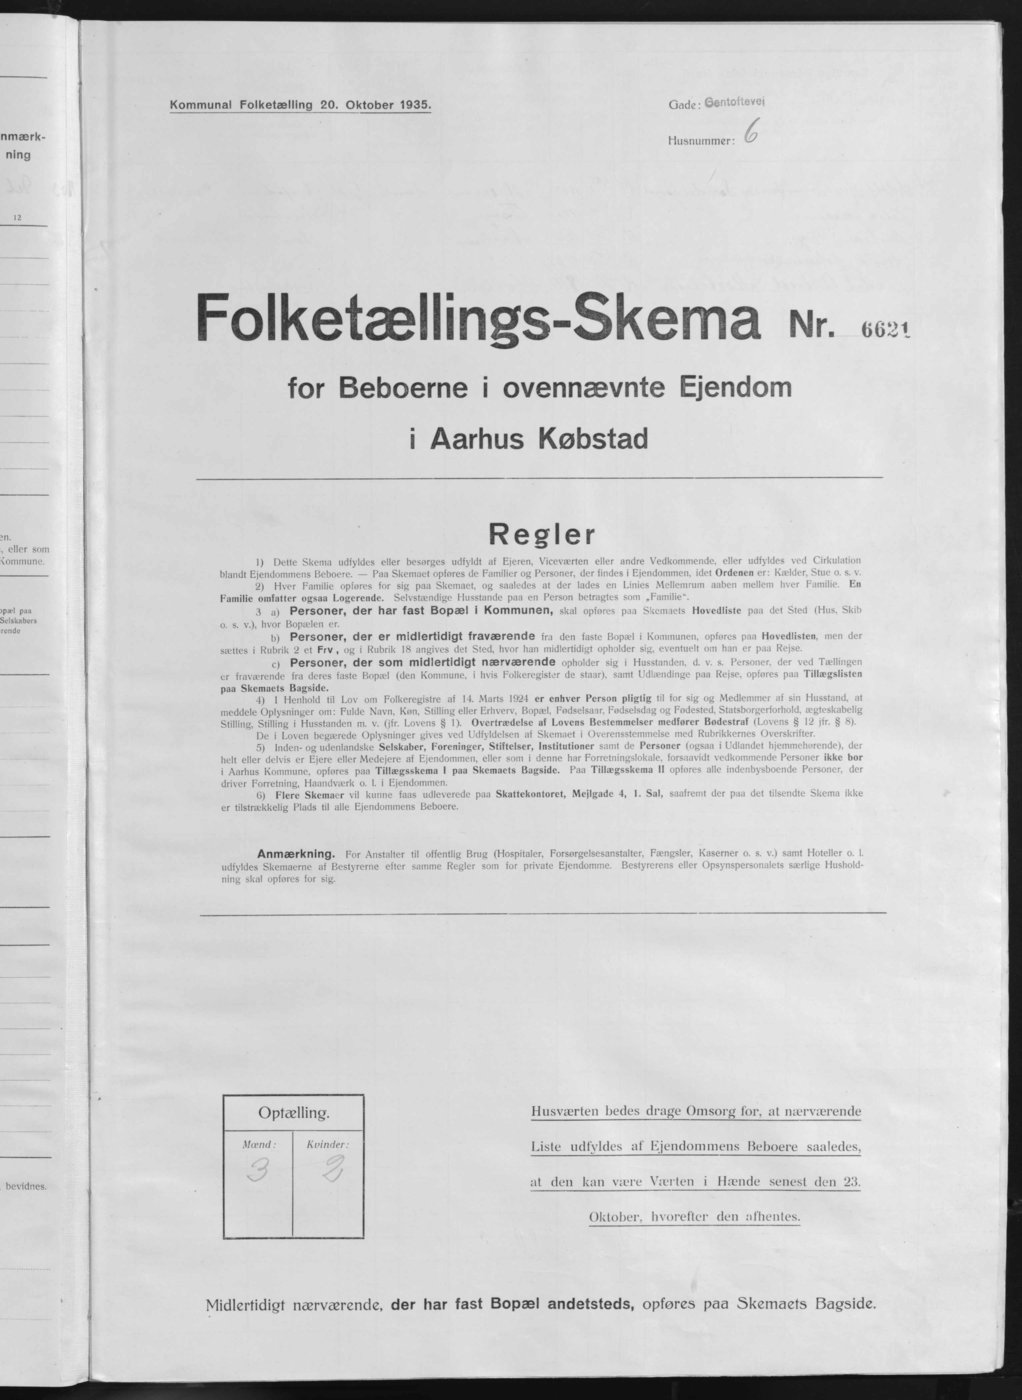 nmærk-
ning
12
en.
, eller som
Kommune.
opæl paa
Selskabers
rende
bevidnes.
Kommunal Folketælling 20. Oktober 1935.
Gade: Gentoftevej
Husnummer: 6
Folketællings-Skema Nr. 6621
for Beboerne i ovennævnte Ejendom
i Aarhus Købstad
Regler
1) Dette Skema udfyldes eller besørges udfyldt af Ejeren, Viceværten eller andre Vedkommende, eller udfyldes ved Cirkulation
blandt Ejendommens Beboere. — Paa Skemaet opføres de Familier og Personer, der findes i Ejendommen, idet Ordenen er: Kælder, Stue o. s. v.
2) Hver Familie opføres for sig paa Skemaet, og saaledes at der lades en Linies Mellemrum aaben mellem hver Familie. En
Familie omfatter ogsaa Logerende. Selvstændige Husstande paa en Person betragtes som „Familie“.
3 a) Personer, der har fast Bopæl i Kommunen, skal opføres paa Skemaets Hovedliste paa det Sted (Hus, Skib
o. s. v.), hvor Bopælen er.
b) Personer, der er midlertidigt fraværende fra den faste Bopæl i Kommunen, opføres paa Hovedlisten, men der
sættes i Rubrik 2 et Frv , og i Rubrik 18 angives det Sted, hvor han midlertidigt opholder sig, eventuelt om han er paa Rejse.
c) Personer, der som midlertidigt nærværende opholder sig i Husstanden, d. v. s. Personer, der ved Tællingen
er fraværende fra deres faste Bopæl (den Kommune, i hvis Folkeregister de staar), samt Udlændinge paa Rejse, opføres paa Tillægslisten
paa Skemaets Bagside.
4) I Henhold til Lov om Folkeregistre af 14. Marts 1924 er enhver Person pligtig til for sig og Medlemmer af sin Husstand, at
meddele Oplysninger om: Fulde Navn, Køn, Stilling eller Erhverv, Bopæl, Fødselsaar, Fødselsdag og Fødested, Statsborgerforhold, ægteskabelig
Stilling, Stilling i Husstanden m. v. (jfr. Lovens § 1). Overtrædelse af Lovens Bestemmelser medfører Bødestraf (Lovens § 12 jfr. § 8).
De i Loven begærede Oplysninger gives ved Udfyldelsen af Skemaet i Overensstemmelse med Rubrikkernes Overskrifter.
5) Inden- og udenlandske Selskaber, Foreninger, Stiftelser, Institutioner samt de Personer (ogsaa i Udlandet hjemmehørende), der
helt eller delvis er Ejere eller Medejere af Ejendommen, eller som i denne har Forretningslokale, forsaavidt vedkommende Personer ikke bor
i Aarhus Kommune, opføres paa Tillægsskema I paa Skemaets Bagside. Paa Tillægsskema II opføres alle indenbysboende Personer, der
driver Forretning, Haandværk o. l. i Ejendommen.
6) Flere Skemaer vil kunne faas udleverede paa Skattekontoret, Mejlgade 4, 1. Sal, saafremt der paa det tilsendte Skema ikke
er tilstrækkelig Plads til alle Ejendommens Beboere.
Anmærkning. For Anstalter til offentlig Brug (Hospitaler, Forsørgelsesanstalter, Fængsler, Kaserner o. s. v.) samt Hoteller o. l.
udfyldes Skemaerne af Bestyrerne efter samme Regler som for private Ejendomme. Bestyrerens eller Opsynspersonalets særlige Hushold-
ning skal opføres for sig.
Optælling.
Mænd: Kvinder:
3 2
Husværten bedes drage Omsorg for, at nærværende
Liste udfyldes af Ejendommens Beboere saaledes,
at den kan være Værten i Hænde senest den 23.
Oktober, hvorefter den afhentes.
Midlertidigt nærværende, der har fast Bopæl andetsteds, opføres paa Skemaets Bagside.